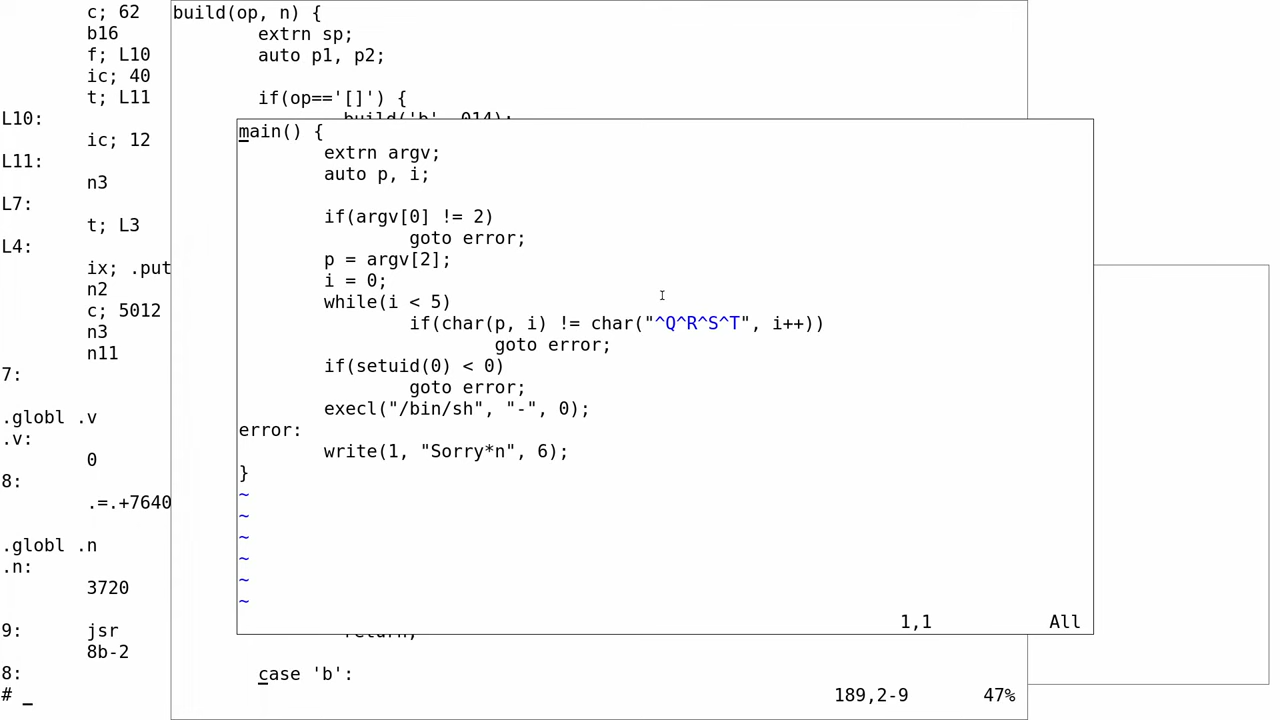 c; 62
b16
f; L10
ic; 40
t; L11
L10:
ic; 12
L11:
n3
L7:
t; L3
L4:
ix; .put
n2
c; 5012
n3
n11
7:
.globl .v
.v:
0
8:
.=.+7640
.globl .n
.n:
3720
9: jsr
8b-2
8:
# _
build(op, n) {
extrn sp;
auto p1, p2;
if(op=='[]') {
build('b', 014);
main() {
extrn argv;
auto p, i;
if(argv[0] != 2)
goto error;
p = argv[2];
i = 0;
while(i < 5)
if(char(p, i) != char("^Q^R^S^T", i++))
goto error;
if(setuid(0) < 0)
goto error;
execl("/bin/sh", "-", 0);
error:
write(1, "Sorry*n", 6);
}
~
~
~
~
~
~
1,1 All
return;
case 'b':
189,2-9 47%